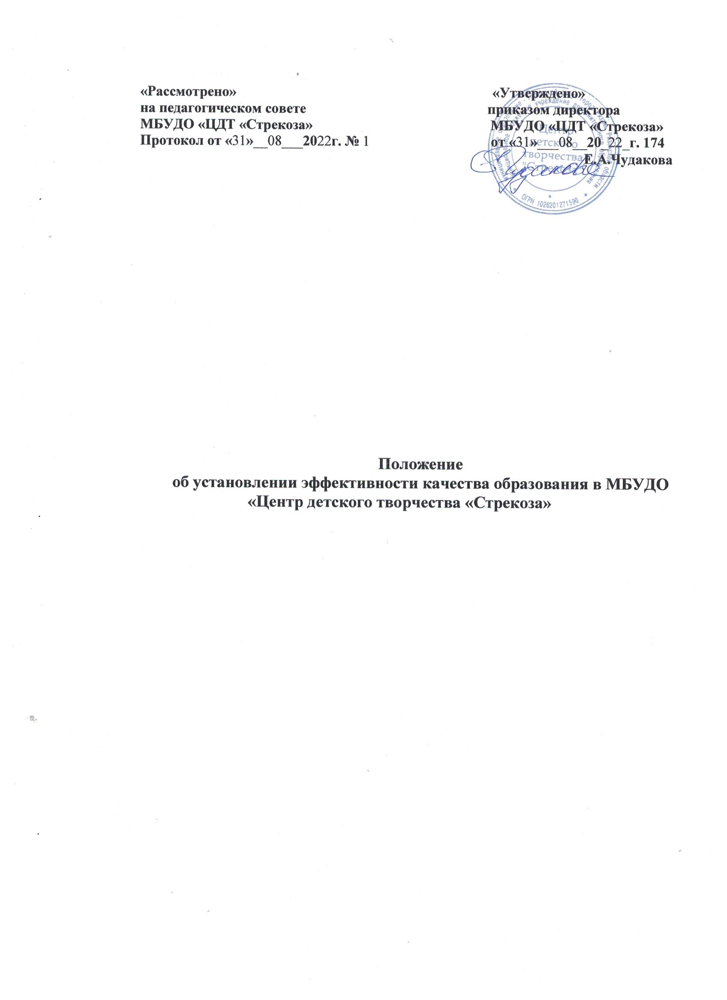 «Рассмотрено»
на педагогическом совете
МБУДО «ЦДТ «Стрекоза»
Протокол от «31»__08___2022г. № 1
«Утверждено»
приказом директора
МБУДО «ЦДТ «Стрекоза»
от «31»___08__20_22_г. 174
Е.А.Чудакова
Центр
детского
творчества
"Стрекоза"
ОГРН 1026201271590
Положение
об установлении эффективности качества образования в МБУДО
«Центр детского творчества «Стрекоза»